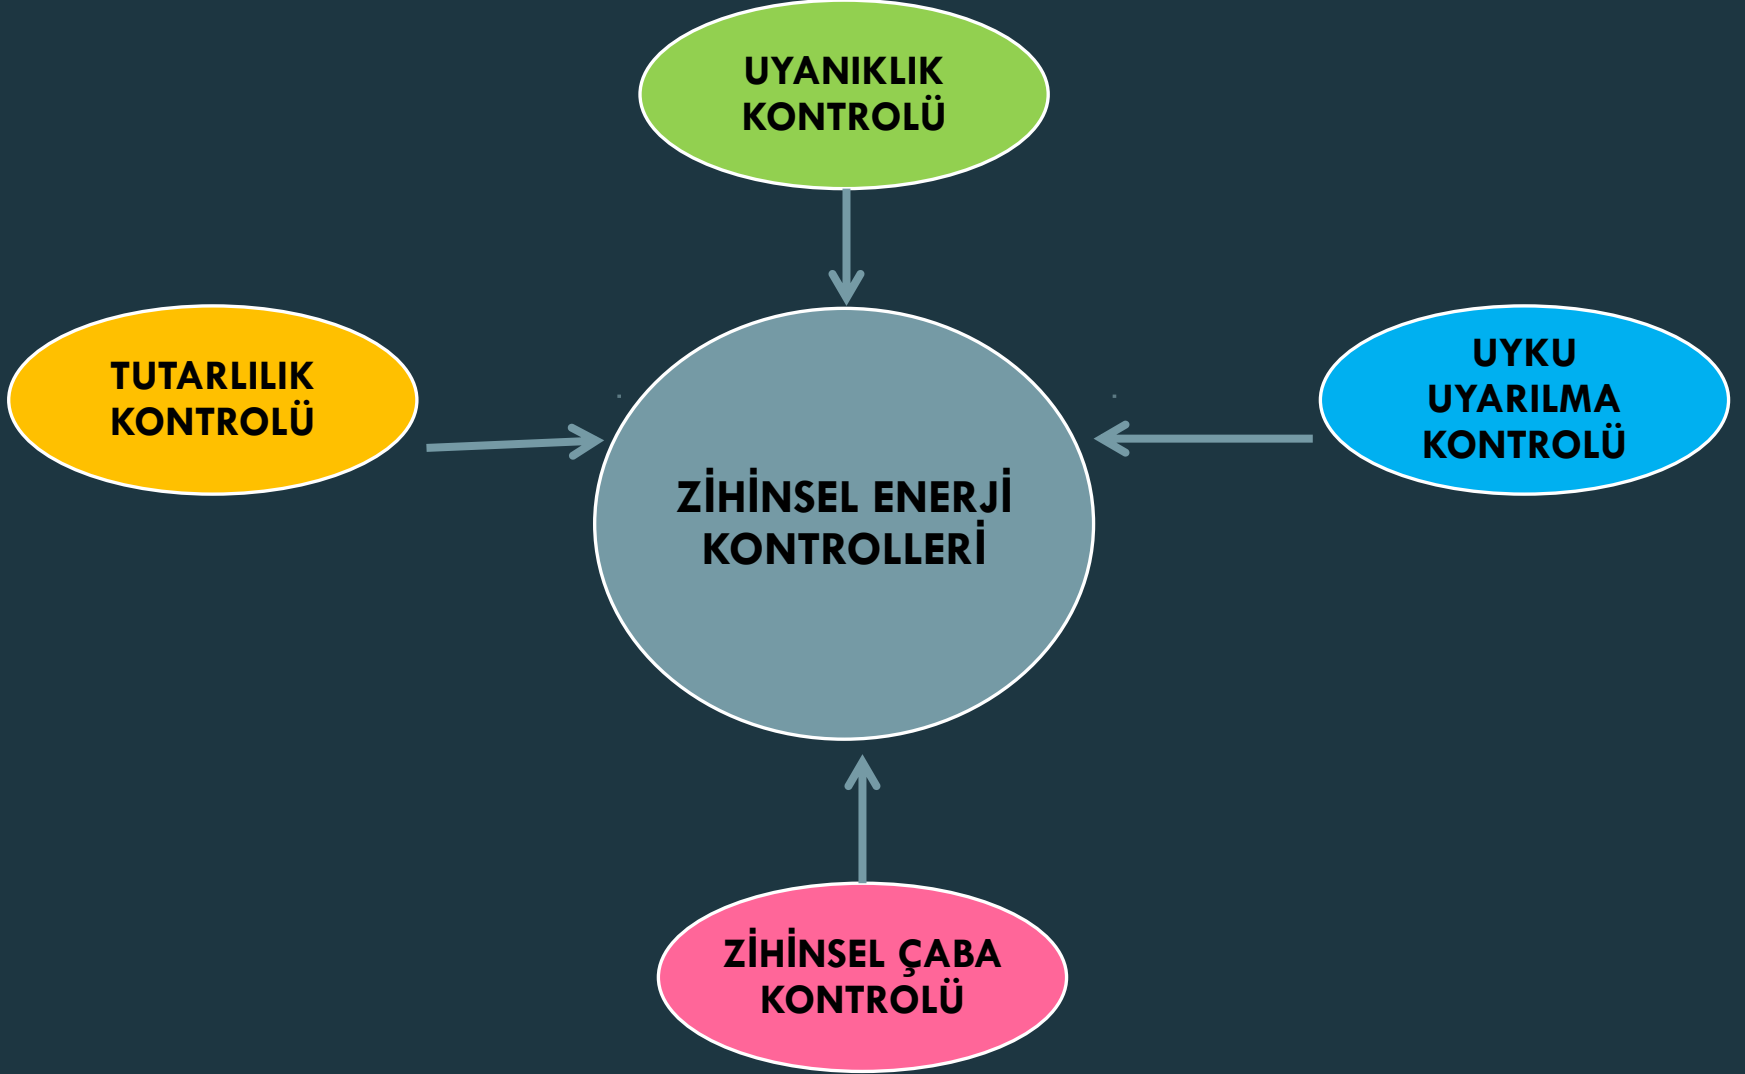 UYANIKLIK
KONTROLÜ
TUTARLILIK
KONTROLÜ
UYKU
UYARILMA
KONTROLÜ
ZİHİNSEL ENERJİ
KONTROLLERİ
ZİHİNSEL ÇABA
KONTROLÜ